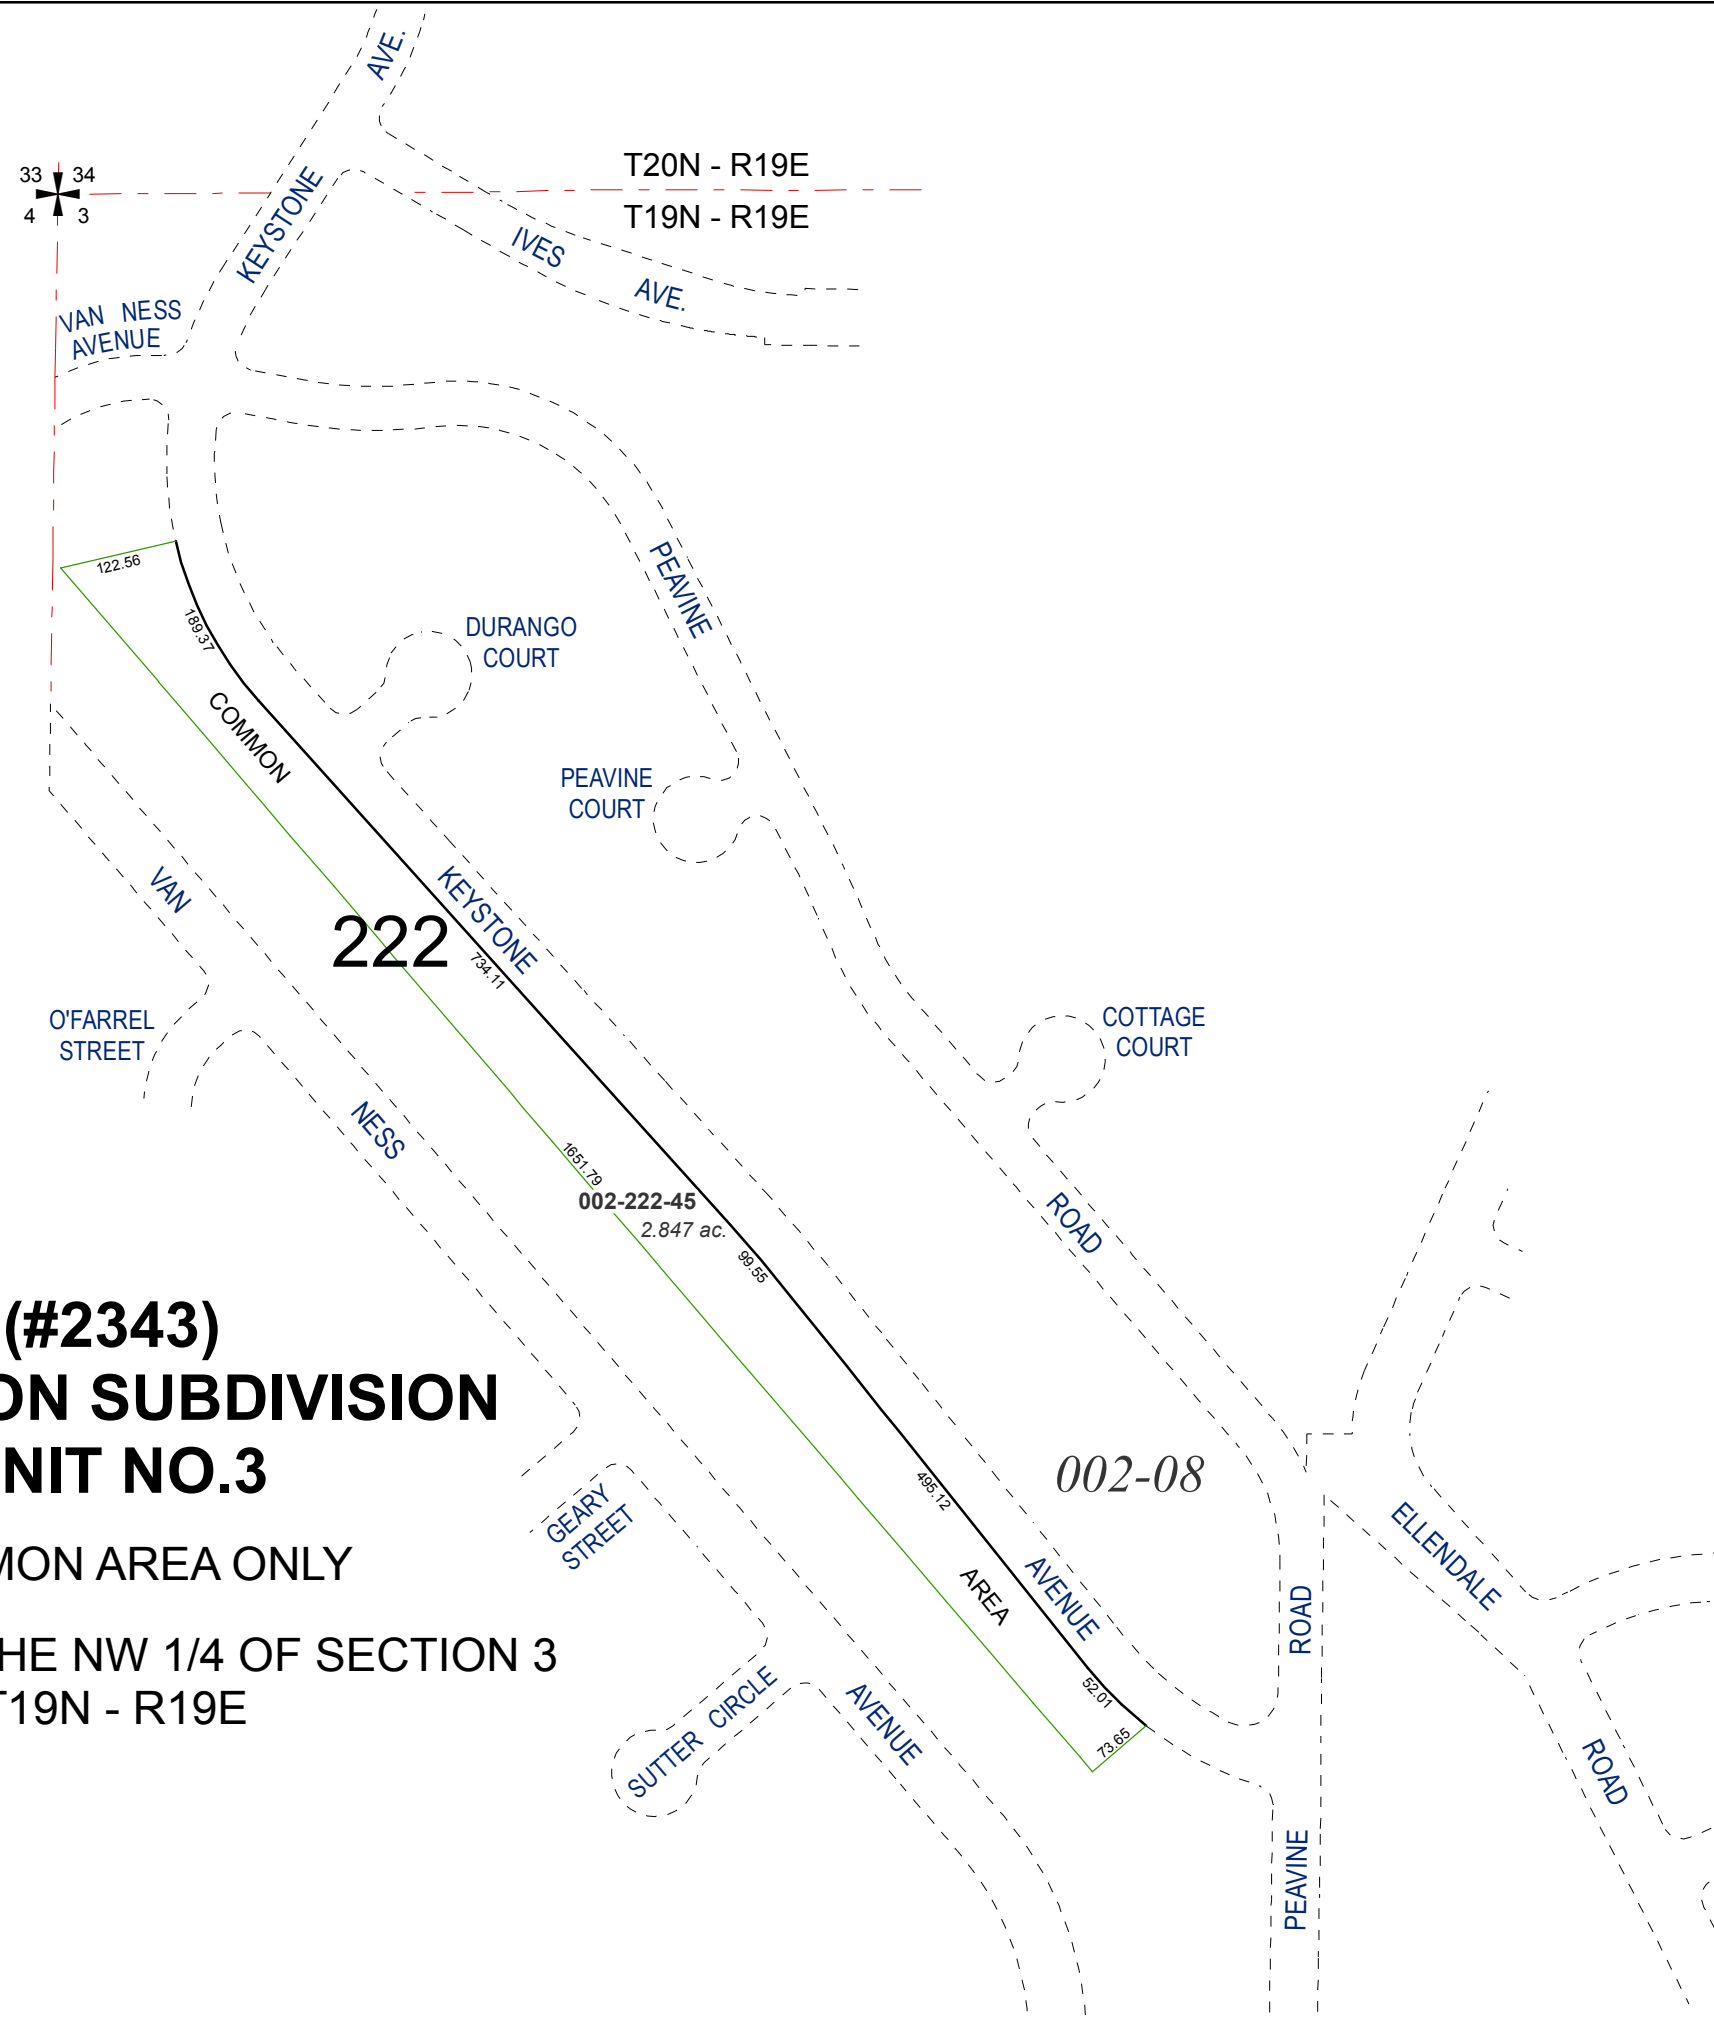 AVE.
33 34
4 3
T20N - R19E
T19N - R19E
KEYSTONE
IVES
AVE.
VAN NESS
AVENUE
122.56
189.37
PEAVINE
DURANGO
COURT
COMMON
PEAVINE
COURT
VAN
KEYSTONE
222
734.11
O'FARREL
STREET
COTTAGE
COURT
NESS
1651.79
002-222-45
2.847 ac.
ROAD
99.55
(#2343)
ON SUBDIVISION
NIT NO.3
002-08
495.12
GEARY
STREET
ELLENDALE
MON AREA ONLY
AREA
AVENUE
ROAD
HE NW 1/4 OF SECTION 3
T19N - R19E
52.01
73.65
SUTTER CIRCLE
AVENUE
ROAD
PEAVINE